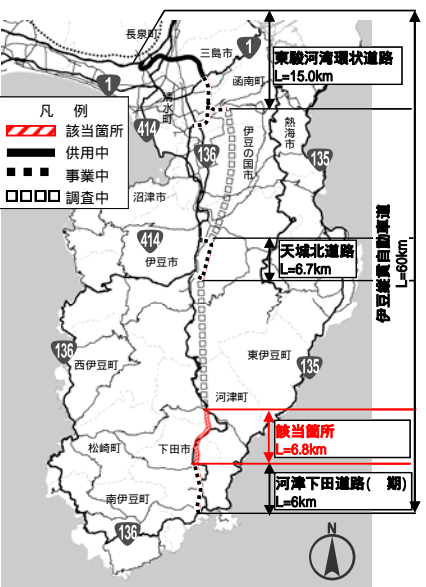 長泉町
三島市
1
東駿河湾環状道路
L=15.0km
函南町
1
清水町
凡 例
該当箇所
供用中
事業中
調査中
414
136
伊豆の国市
熱海市
135
沼津市
414
伊豆市
天城北道路
L=6.7km
伊豆縦貫自動車道
L=60km
136
西伊豆町
東伊豆町
135
河津町
松崎町
下田市
該当箇所
L=6.8km
河津下田道路( 期)
L=6km
南伊豆町
136
N